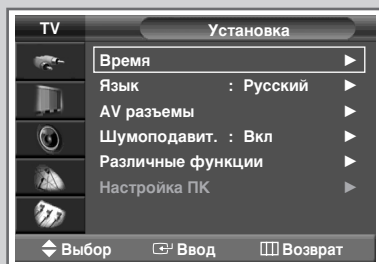 TV Установка
Время
Язык : Русский
AV разъемы
Шумоподавит. : Вкл
Различные функции
Настройка ПК
Выбор Ввод Возврат